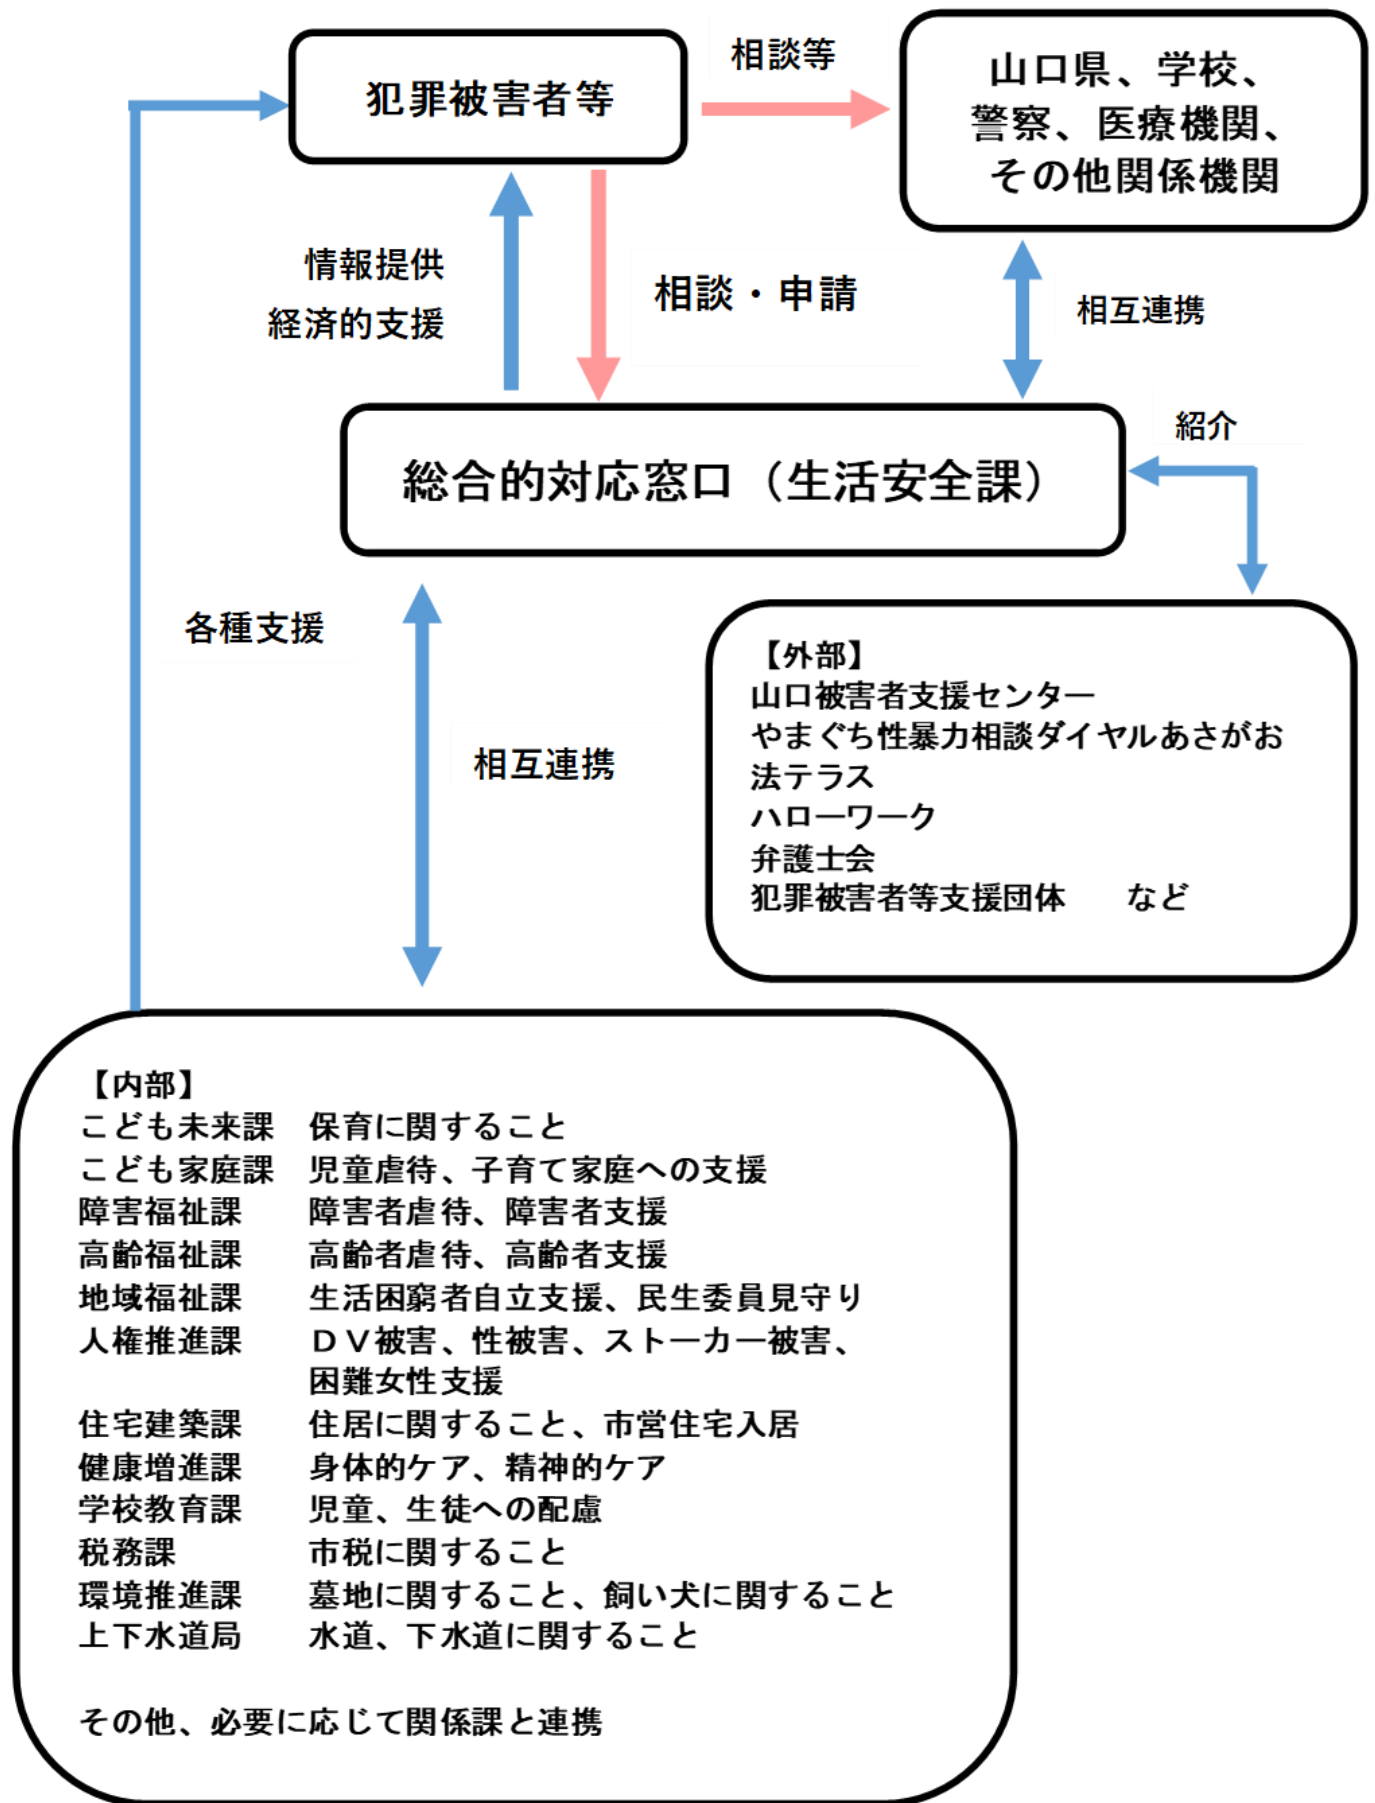 犯罪被害者等
相談等
山口県、学校、
警察、医療機関、
その他関係機関
情報提供
経済的支援
相談・申請
相互連携
紹介
総合的対応窓口（生活安全課）
各種支援
相互連携
【外部】
山口被害者支援センター
やまぐち性暴力相談ダイヤルあさがお
法テラス
ハローワーク
弁護士会
犯罪被害者等支援団体　　など
【内部】
こども未来課　保育に関すること
こども家庭課　児童虐待、子育て家庭への支援
障害福祉課　　障害者虐待、障害者支援
高齢福祉課　　高齢者虐待、高齢者支援
地域福祉課　　生活困窮者自立支援、民生委員見守り
人権推進課　　ＤＶ被害、性被害、ストーカー被害、
困難女性支援
住宅建築課　　住居に関すること、市営住宅入居
健康増進課　　身体的ケア、精神的ケア
学校教育課　　児童、生徒への配慮
税務課　　　　市税に関すること
環境推進課　　墓地に関すること、飼い犬に関すること
上下水道局　　水道、下水道に関すること
その他、必要に応じて関係課と連携